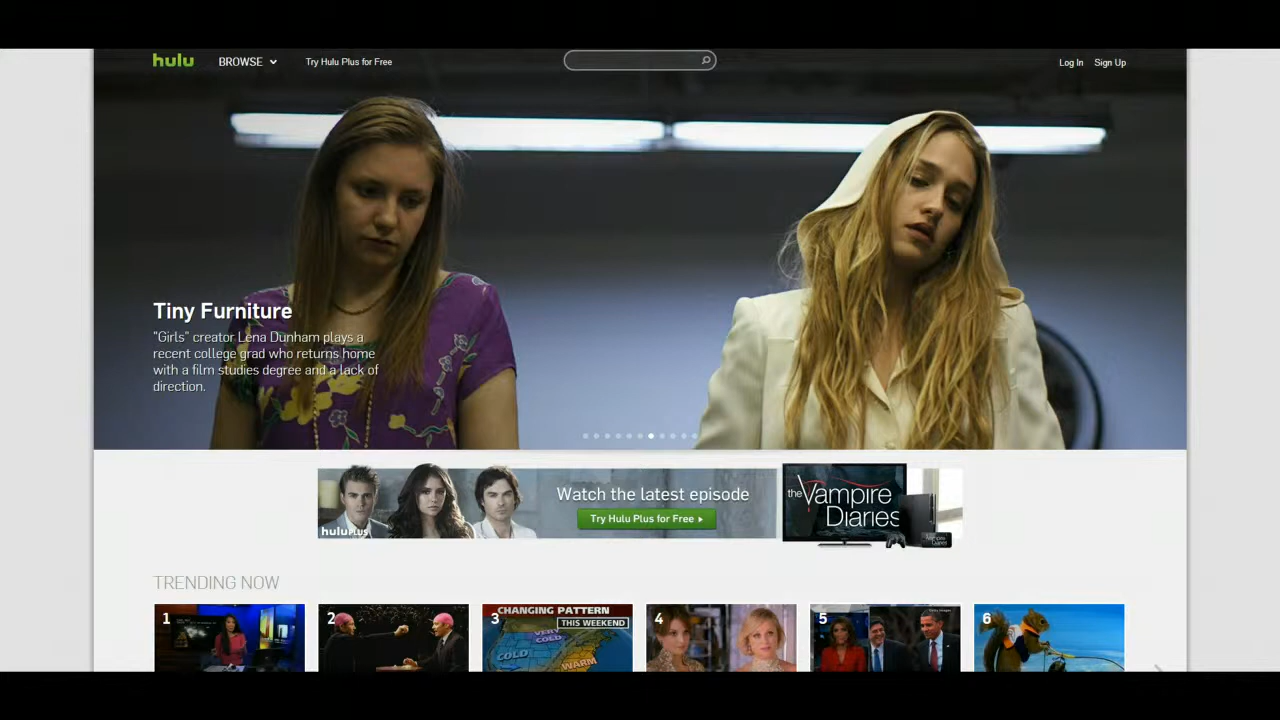 hulu BROWSE Try Hulu Plus for Free Log In Sign Up
Tiny Furniture
"Girls" creator Lena Dunham plays a
recent college grad who returns home
with a film studies degree and a lack of
direction.
Watch the latest episode
Try Hulu Plus for Free
huluPLUS
the Vampire
Diaries
TRENDING NOW
1 2 3 4 5 6
CHANGING PATTERN
THIS WEEKEND
VERY
COLD
COLD
WARM